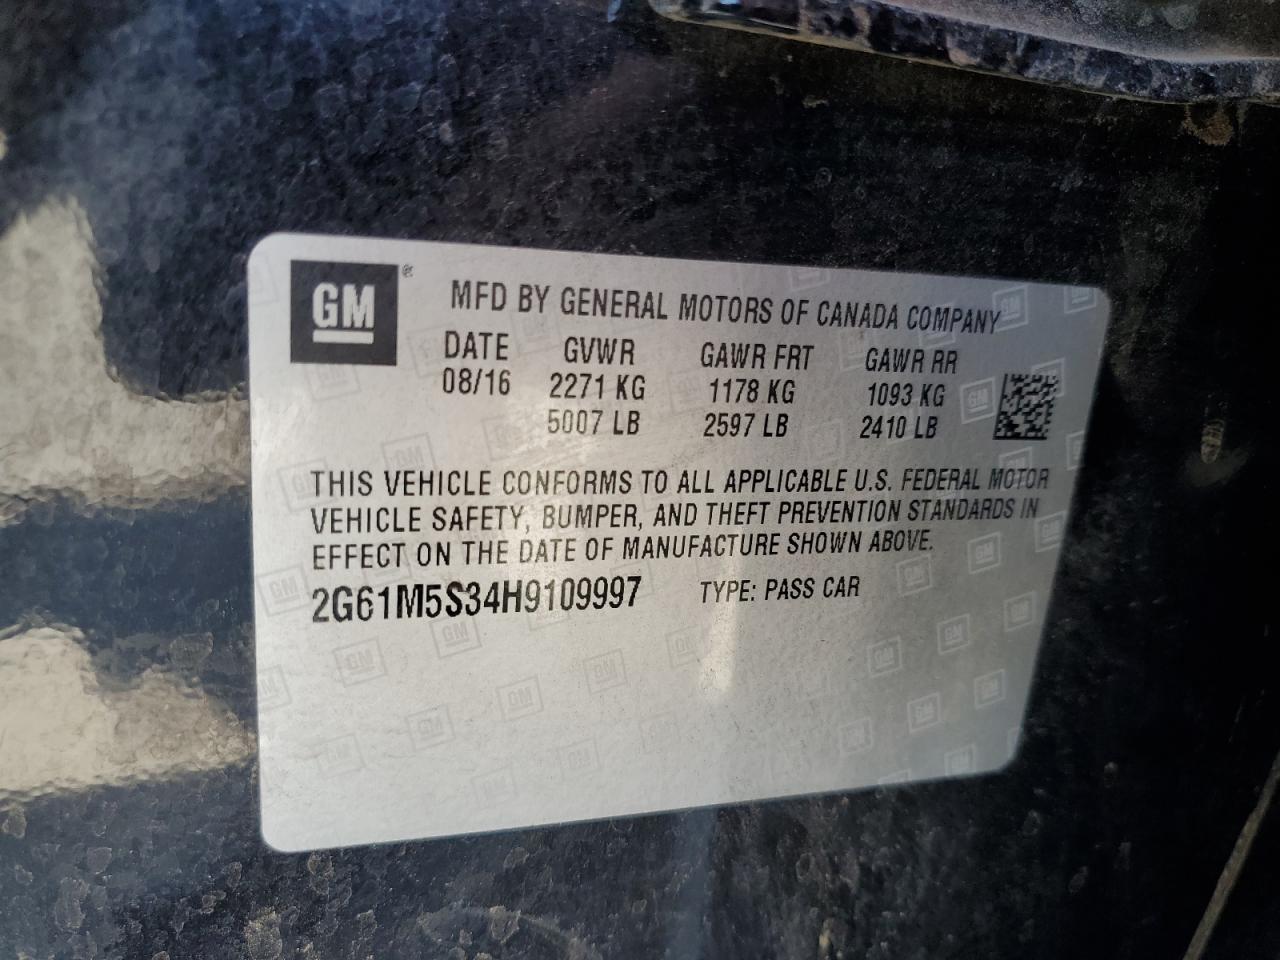 GM®
MFD BY GENERAL MOTORS OF CANADA COMPANY
DATE GVWR GAWR FRT GAWR RR
08/16 2271 KG 1178 KG 1093 KG
5007 LB 2597 LB 2410 LB
THIS VEHICLE CONFORMS TO ALL APPLICABLE U.S. FEDERAL MOTOR
VEHICLE SAFETY, BUMPER, AND THEFT PREVENTION STANDARDS IN
EFFECT ON THE DATE OF MANUFACTURE SHOWN ABOVE.
2G61M5S34H9109997 TYPE: PASS CAR